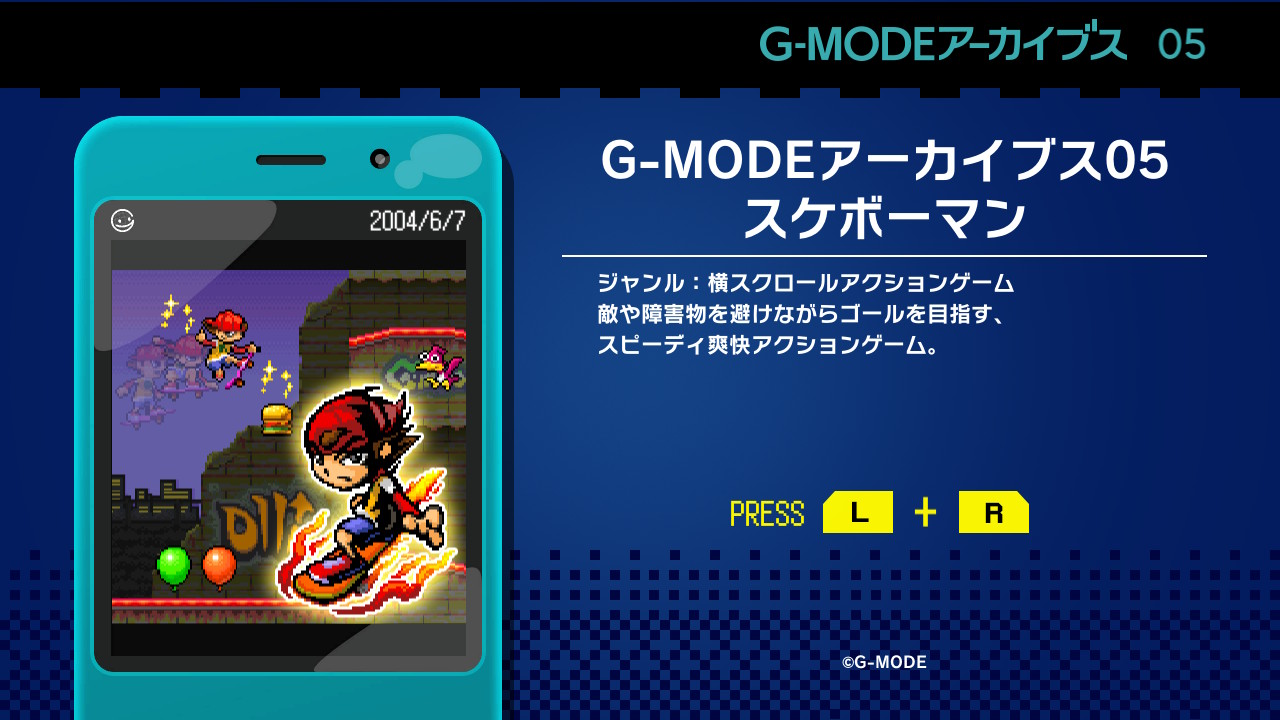 G-MODEアーカイブス 05
2004/6/7
G-MODEアーカイブス05
スケボーマン
ジャンル：横スクロールアクションゲーム
敵や障害物を避けながらゴールを目指す、
スピーディ爽快アクションゲーム。
PRESS L + R
©G-MODE